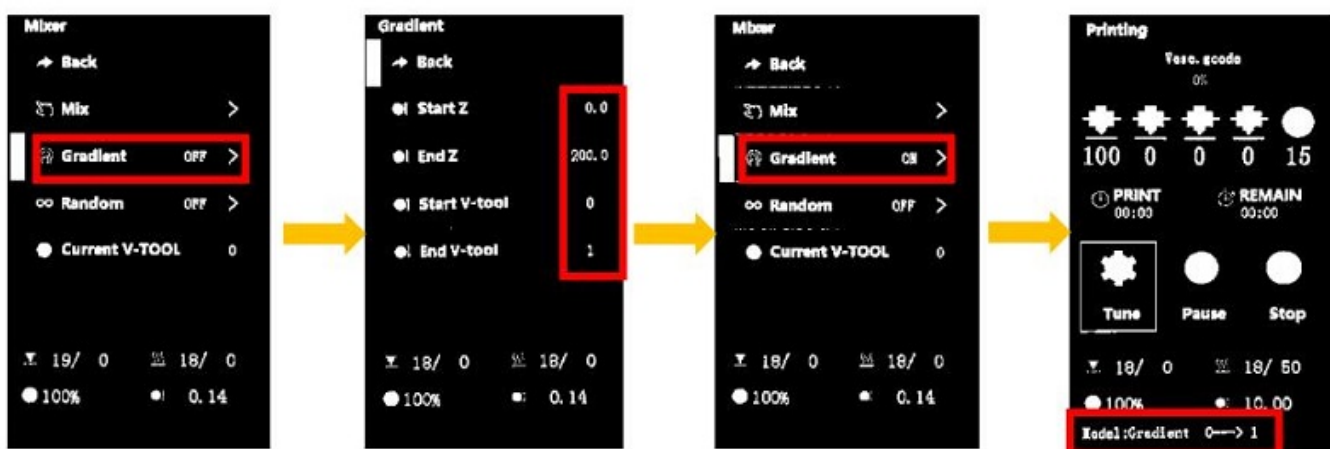 Mixer
Back
Mix >
Gradient OFF >
Random OFF >
Current V-TOOL 0
19/ 0 18/ 0
100% 0.14
Gradient
Back
Start Z 0.0
End Z 200.0
Start V-tool 0
End V-tool 1
18/ 0 18/ 0
100% 0.14
Mixer
Back
Mix >
Gradient ON >
Random OFF >
Current V-TOOL 0
18/ 0 18/ 0
100% 0.14
Printing
Vase.gcode
0%
100 0 0 0 15
PRINT REMAIN
00:00 00:00
Tune Pause Stop
18/ 0 18/ 50
100% 10.00
Model:Gradient 0---> 1